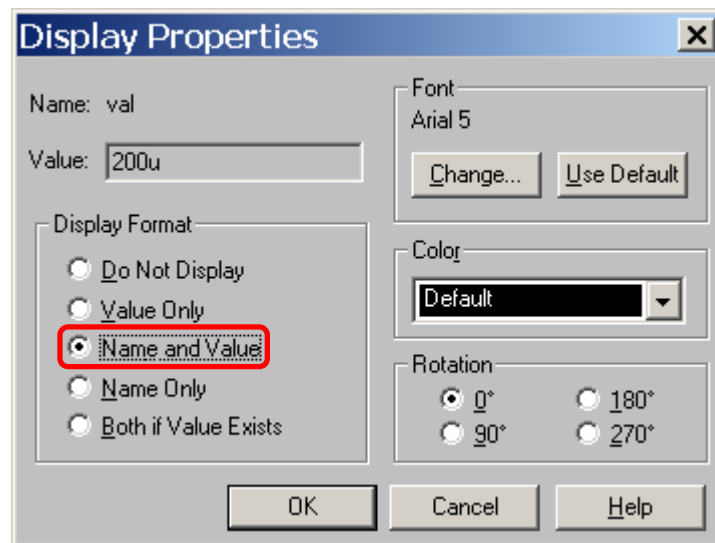 Display Properties
Name: val
Value: 200u
Display Format
Do Not Display
Value Only
Name and Value
Name Only
Both if Value Exists
Font
Arial 5
Change... Use Default
Color
Default
Rotation
0° 180°
90° 270°
OK Cancel Help